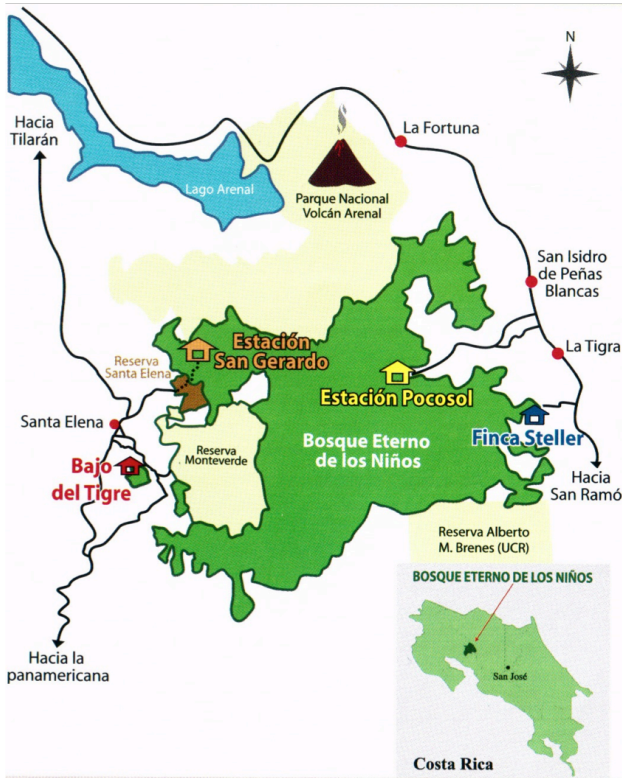 N
Hacia
Tilarán
La Fortuna
Lago Arenal
Parque Nacional
Volcán Arenal
San Isidro
de Peñas
Blancas
Estación
San Gerardo
Reserva
Santa Elena
La Tigra
Estación Pocosol
Santa Elena
Finca Steller
Bosque Eterno
de los Niños
Reserva
Monteverde
Bajo
del Tigre
Hacia
San Ramó
Reserva Alberto
M. Brenes (UCR)
BOSQUE ETERNO DE LOS NIÑOS
San José
Hacia la
panamericana
Costa Rica